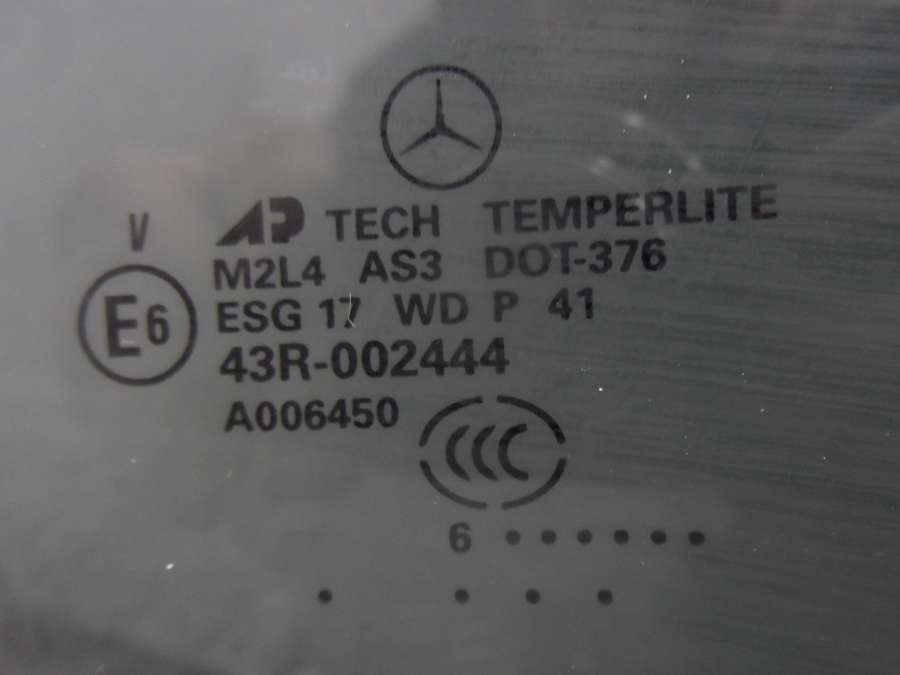 V
AP TECH TEMPERLITE
M2L4 AS3 DOT-376
E6
ESG 17 WD P 41
43R-002444
A006450
CCC
6 ••••••
• • • •